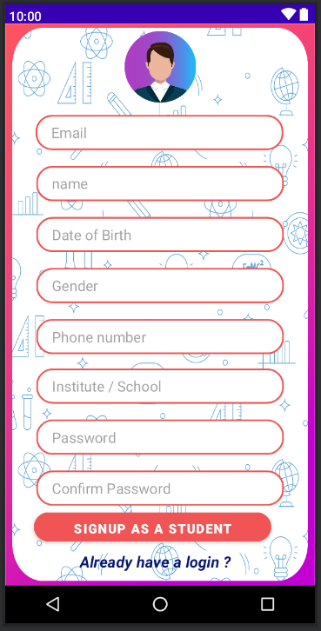 10:00
Email
name
Date of Birth
Gender
Phone number
Institute / School
Password
Confirm Password
SIGNUP AS A STUDENT
Already have a login ?